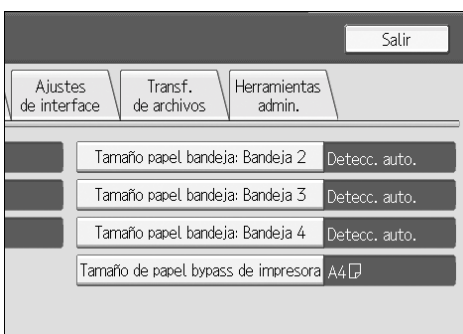 Salir
Ajustes
de interface
Transf.
de archivos
Herramientas
admin.
Tamaño papel bandeja: Bandeja 2 Detecc. auto.
Tamaño papel bandeja: Bandeja 3 Detecc. auto.
Tamaño papel bandeja: Bandeja 4 Detecc. auto.
Tamaño de papel bypass de impresora A4